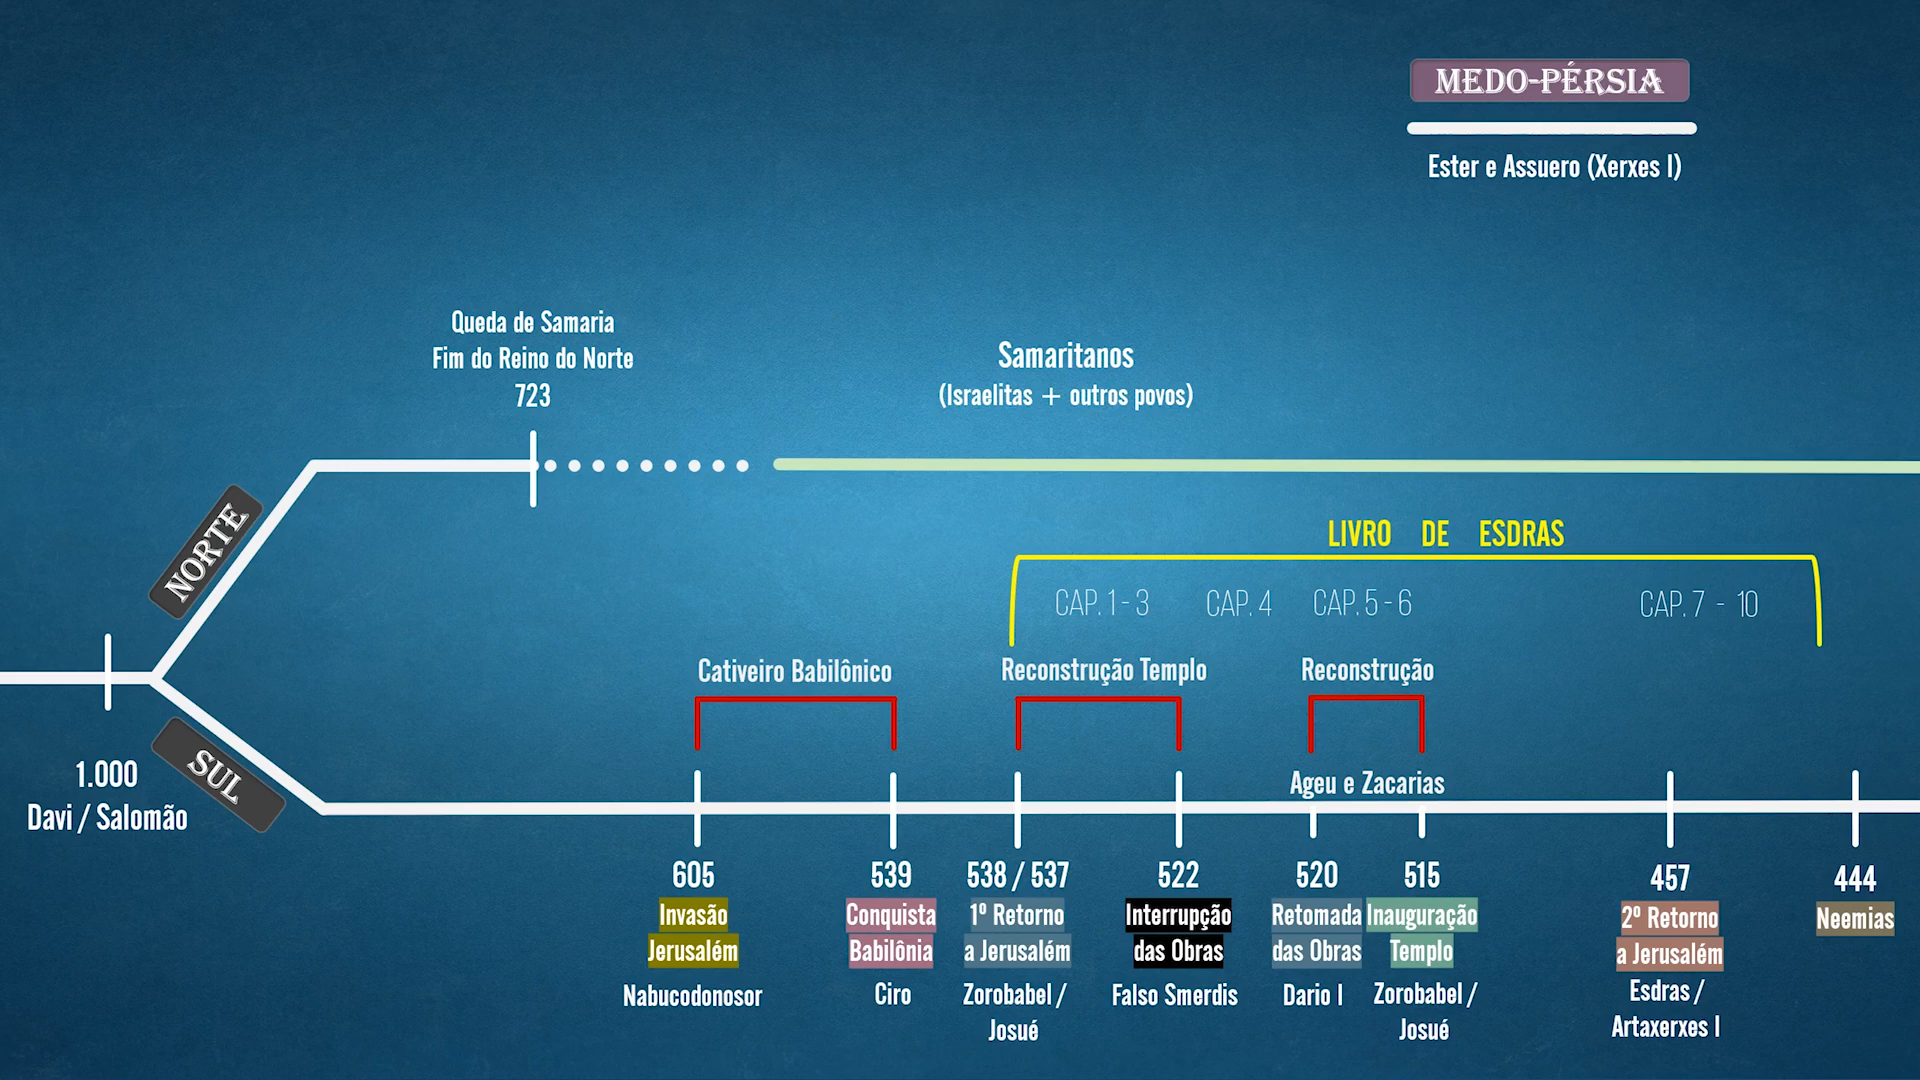 MEDO-PÉRSIA
Ester e Assuero (Xerxes I)
Queda de Samaria
Fim do Reino do Norte
723
Samaritanos
(Israelitas + outros povos)
NORTE
LIVRO DE ESDRAS
CAP. 1 - 3 CAP. 4 CAP. 5 - 6 CAP. 7 - 10
Cativeiro Babilônico
Reconstrução Templo
Reconstrução
SUL
1.000
Davi / Salomão
Ageu e Zacarias
605
Invasão
Jerusalém
Nabucodonosor
539
Conquista
Babilônia
Ciro
538 / 537
1º Retorno
a Jerusalém
Zorobabel /
Josué
522
Interrupção
das Obras
Falso Smerdis
520
Retomada
das Obras
Dario I
515
Inauguração
Templo
Zorobabel /
Josué
457
2º Retorno
a Jerusalém
Esdras /
Artaxerxes I
444
Neemias